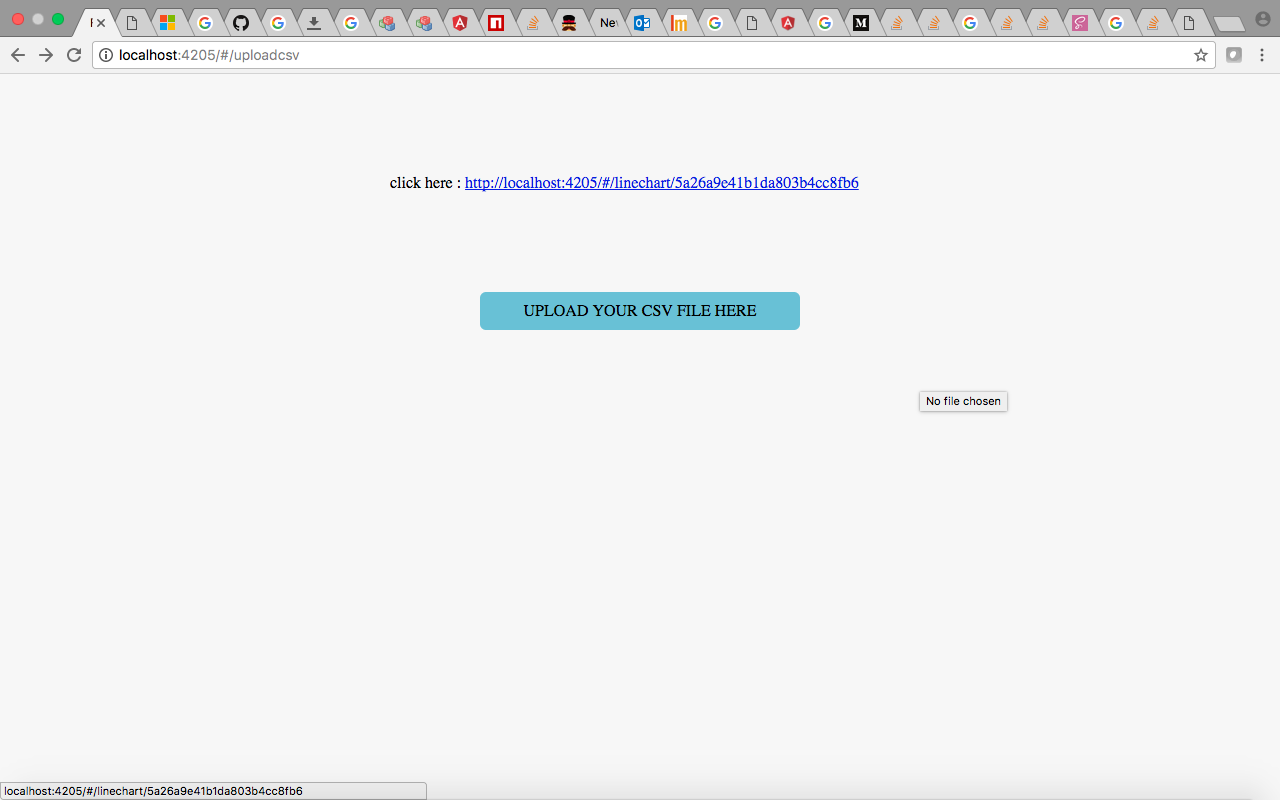 Ne
localhost:4205/#/uploadcsv
click here : http://localhost:4205/#/linechart/5a26a9e41b1da803b4cc8fb6
UPLOAD YOUR CSV FILE HERE
No file chosen
localhost:4205/#/linechart/5a26a9e41b1da803b4cc8fb6